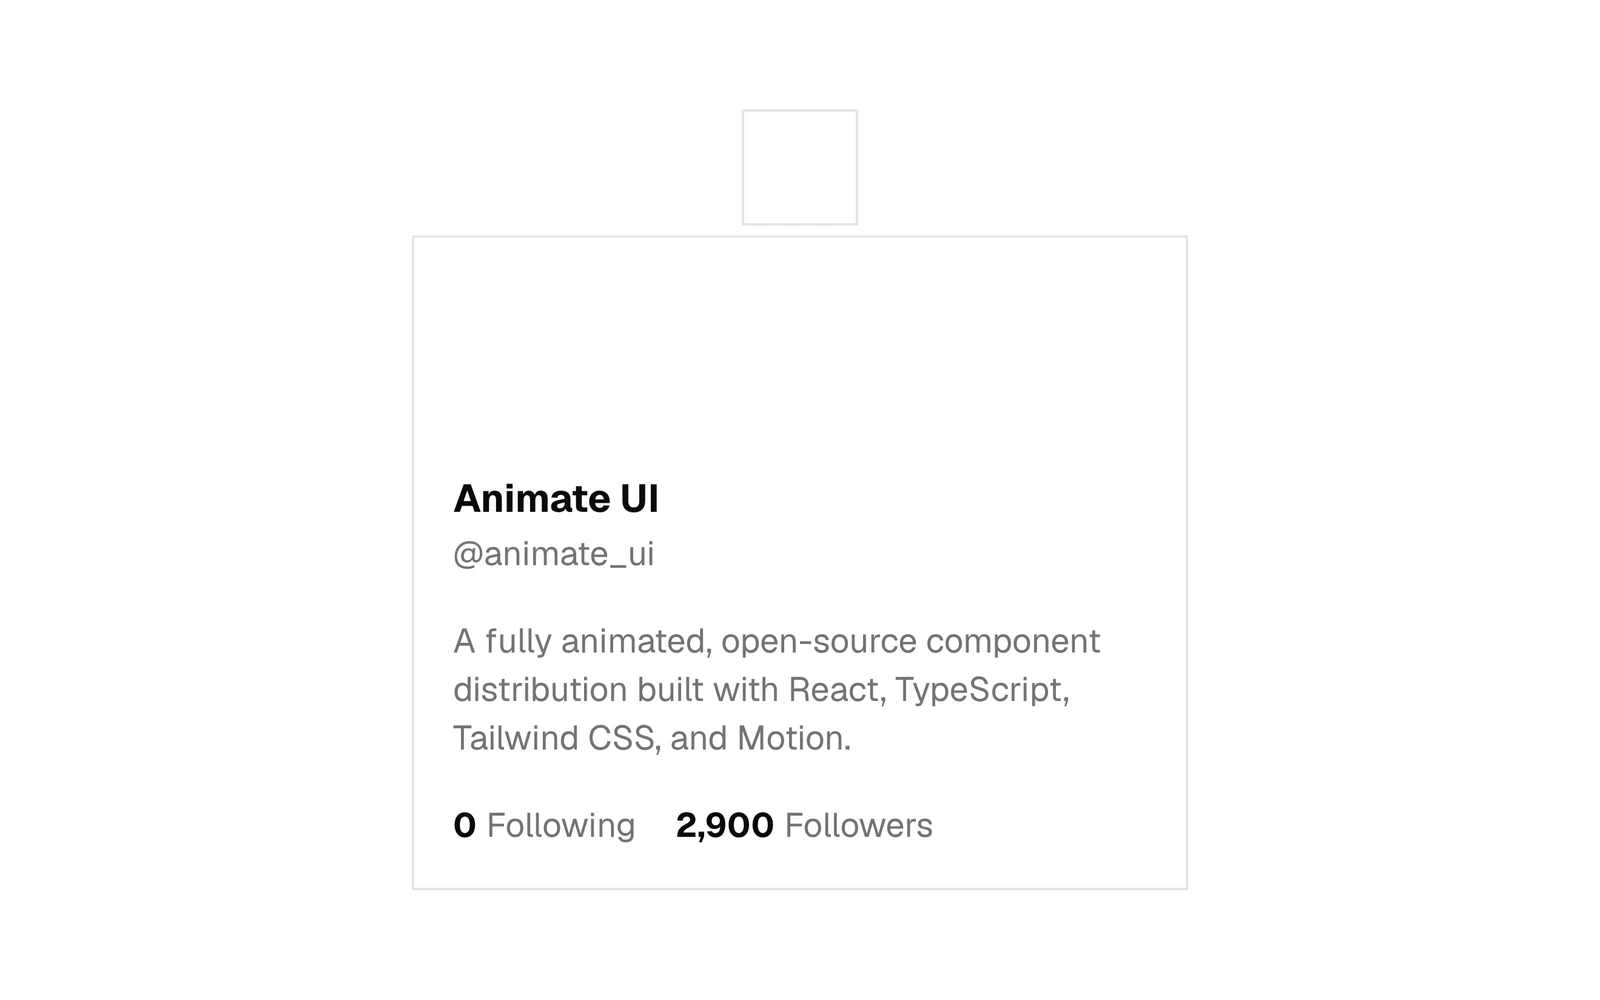 Animate UI
@animate_ui
A fully animated, open-source component
distribution built with React, TypeScript,
Tailwind CSS, and Motion.
0 Following 2,900 Followers